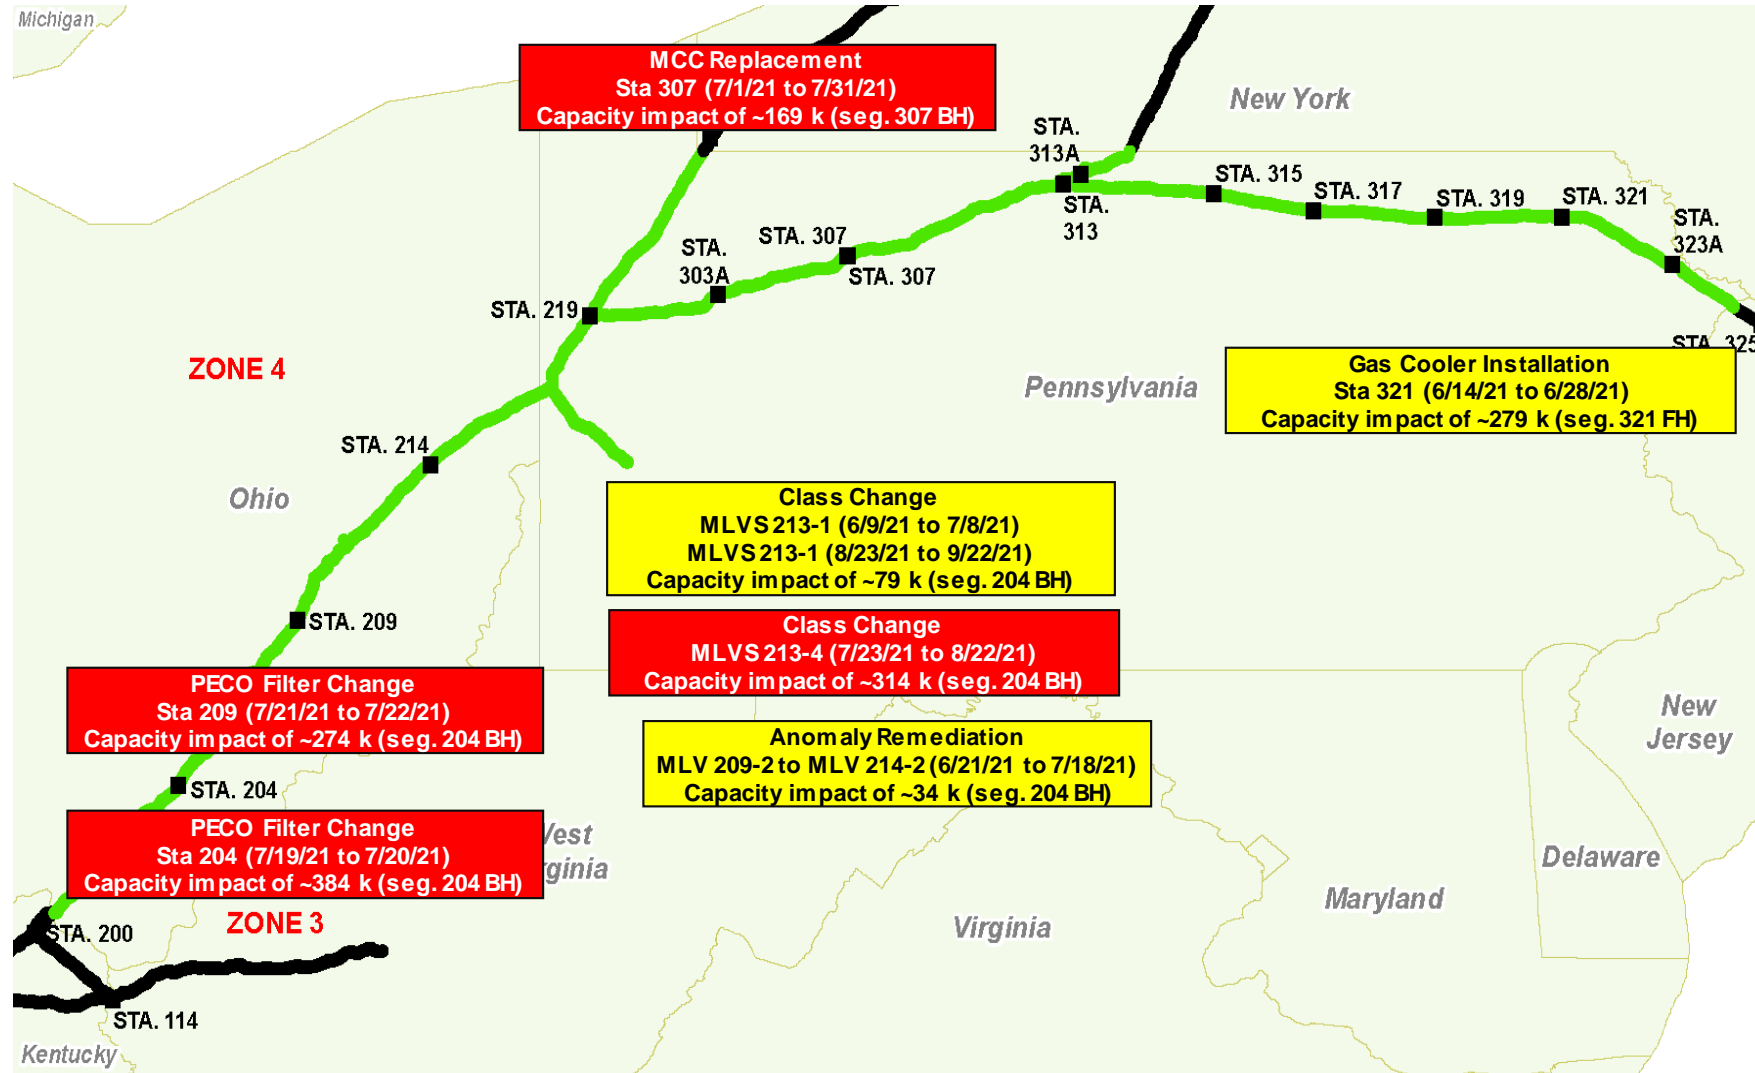 Michigan
MCC Replacement
Sta 307 (7/1/21 to 7/31/21)
Capacity impact of ~169 k (seg. 307 BH)
New York
STA.
313A
STA. 315
STA. 317
STA. 319
STA. 321
STA.
313
STA.
323A
STA. 307
STA. 307
STA.
303A
STA. 219
STA. 325
ZONE 4
Pennsylvania
Gas Cooler Installation
Sta 321 (6/14/21 to 6/28/21)
Capacity impact of ~279 k (seg. 321 FH)
STA. 214
Ohio
Class Change
MLVS 213-1 (6/9/21 to 7/8/21)
MLVS 213-1 (8/23/21 to 9/22/21)
Capacity impact of ~79 k (seg. 204 BH)
STA. 209
Class Change
MLVS 213-4 (7/23/21 to 8/22/21)
Capacity impact of ~314 k (seg. 204 BH)
PECO Filter Change
Sta 209 (7/21/21 to 7/22/21)
Capacity impact of ~274 k (seg. 204 BH)
New
Jersey
Anomaly Remediation
MLV 209-2 to MLV 214-2 (6/21/21 to 7/18/21)
Capacity impact of ~34 k (seg. 204 BH)
STA. 204
PECO Filter Change
Sta 204 (7/19/21 to 7/20/21)
Capacity impact of ~384 k (seg. 204 BH)
West
rginia
Delaware
Maryland
Virginia
ZONE 3
STA. 200
STA. 114
Kentucky